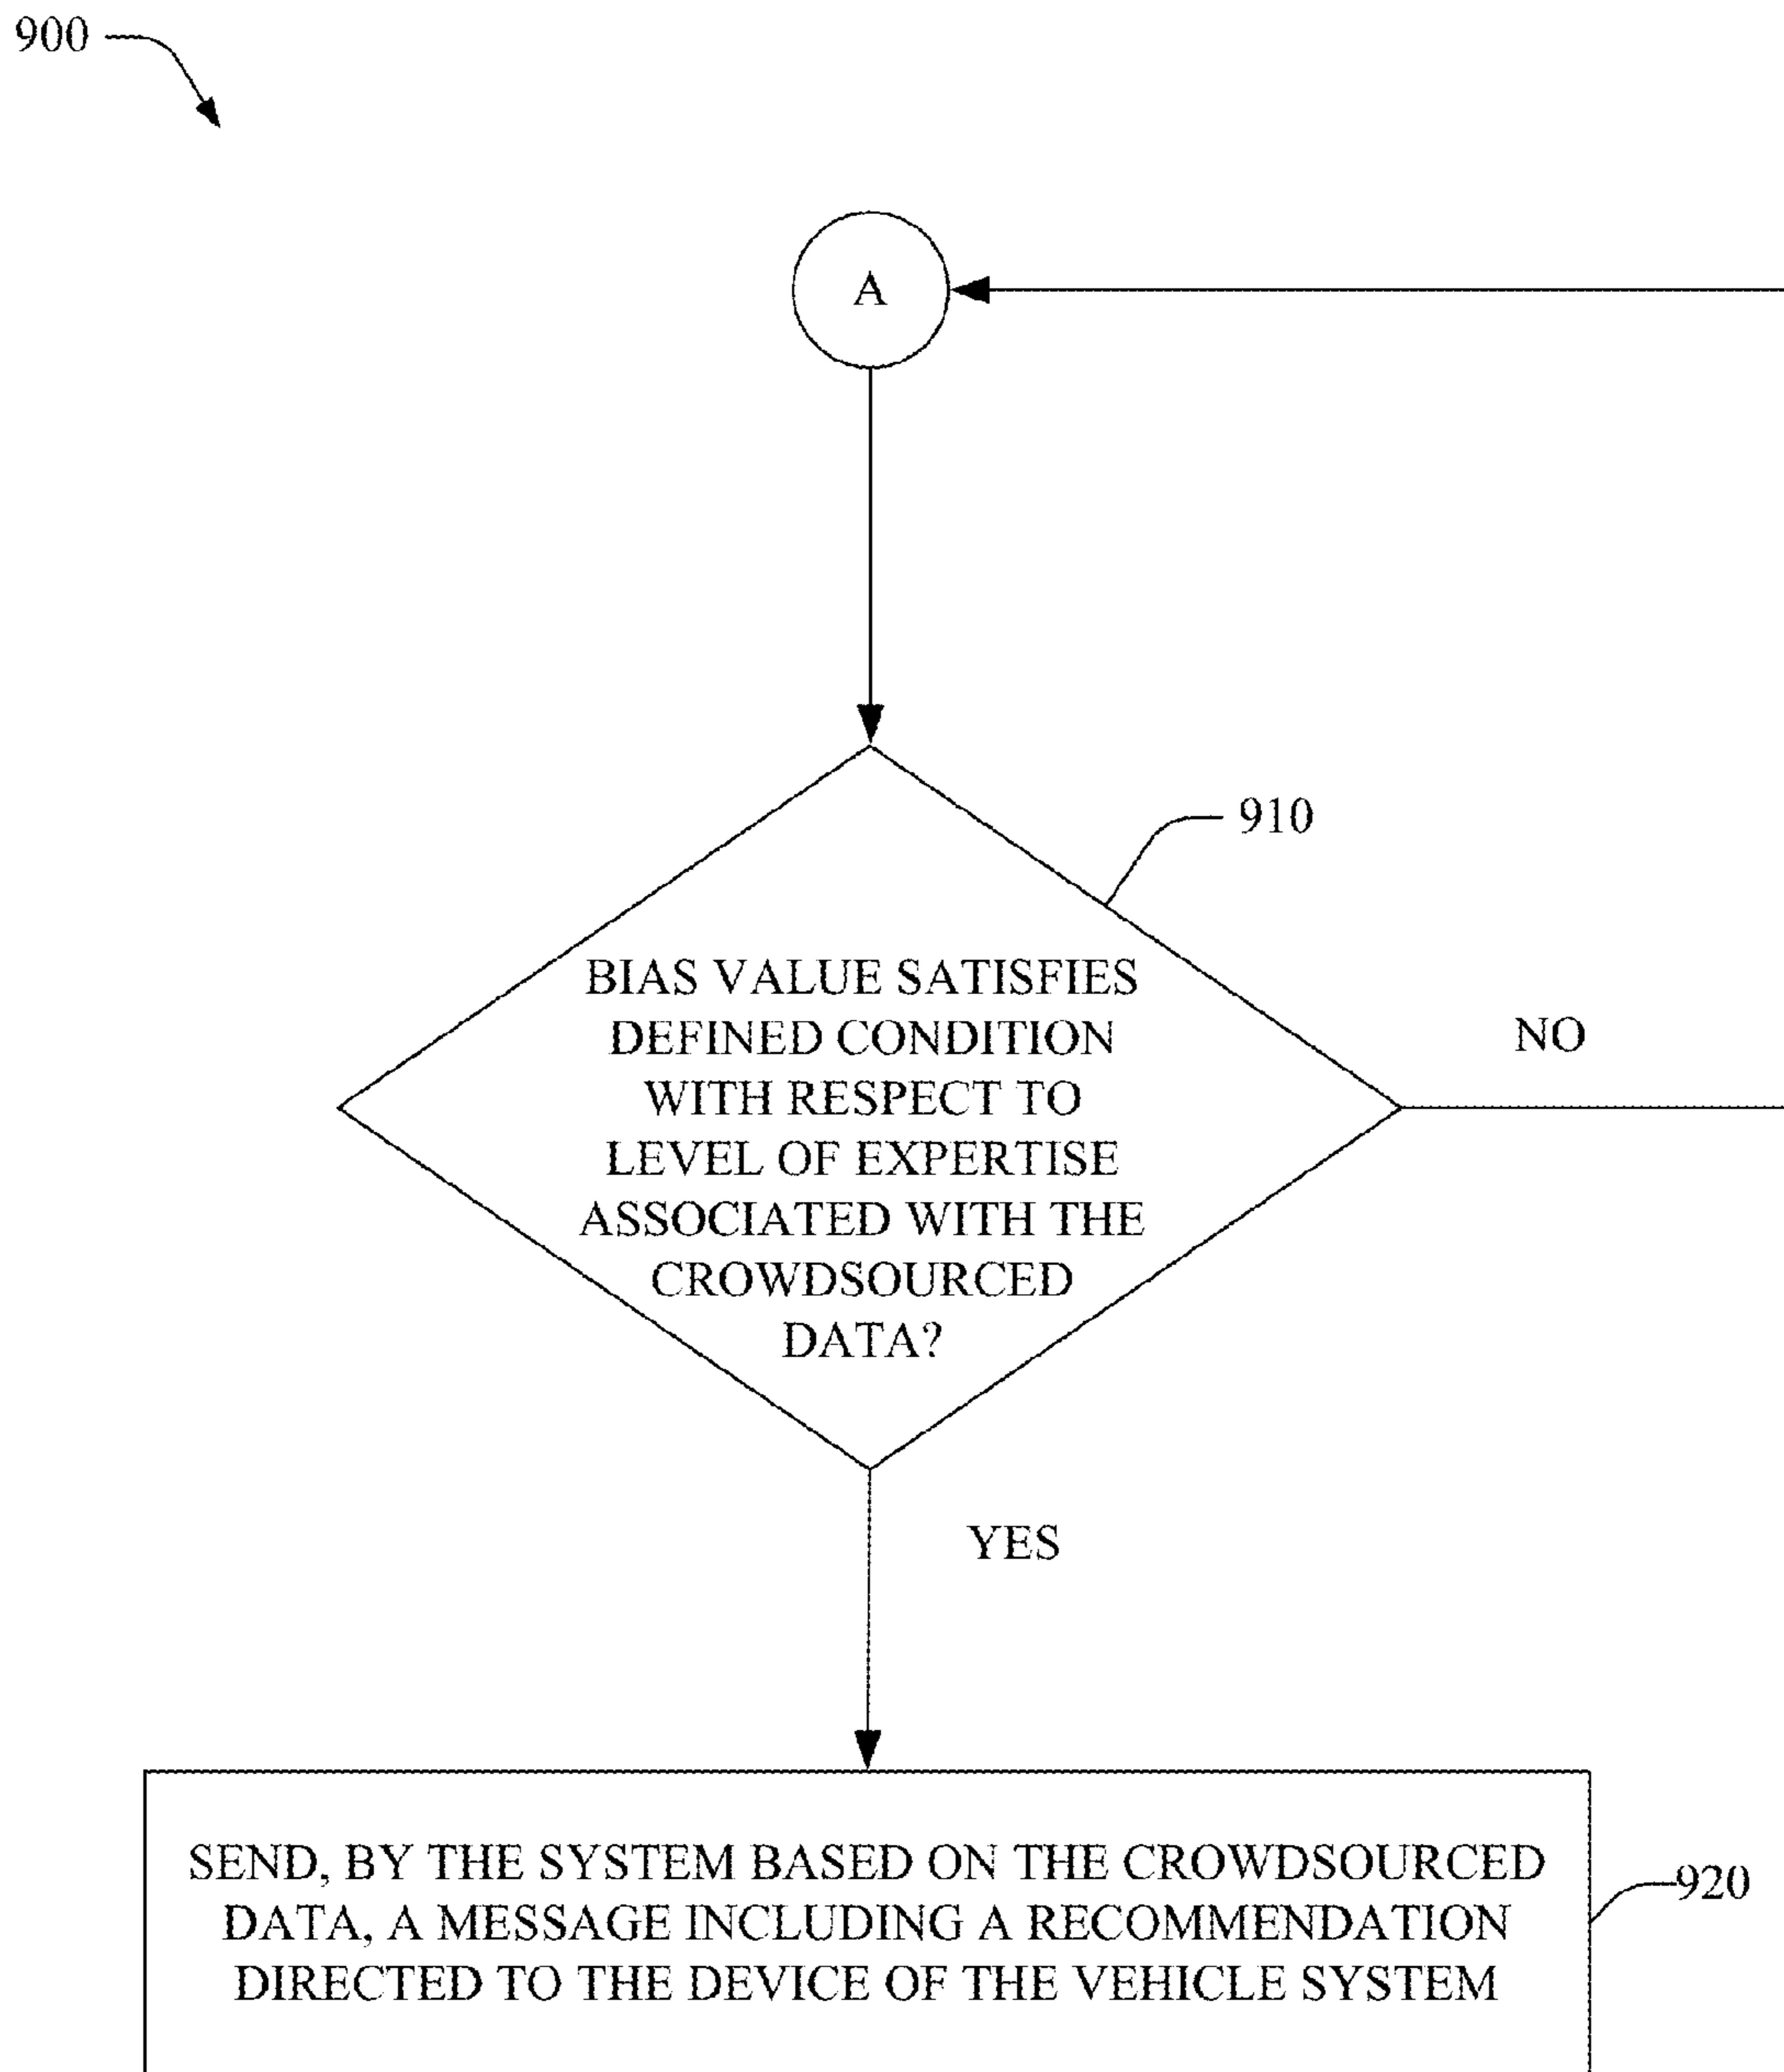 900
A
910
BIAS VALUE SATISFIES
DEFINED CONDITION
WITH RESPECT TO
LEVEL OF EXPERTISE
ASSOCIATED WITH THE
CROWDSOURCED
DATA?
NO
YES
SEND, BY THE SYSTEM BASED ON THE CROWDSOURCED
DATA, A MESSAGE INCLUDING A RECOMMENDATION
DIRECTED TO THE DEVICE OF THE VEHICLE SYSTEM
920